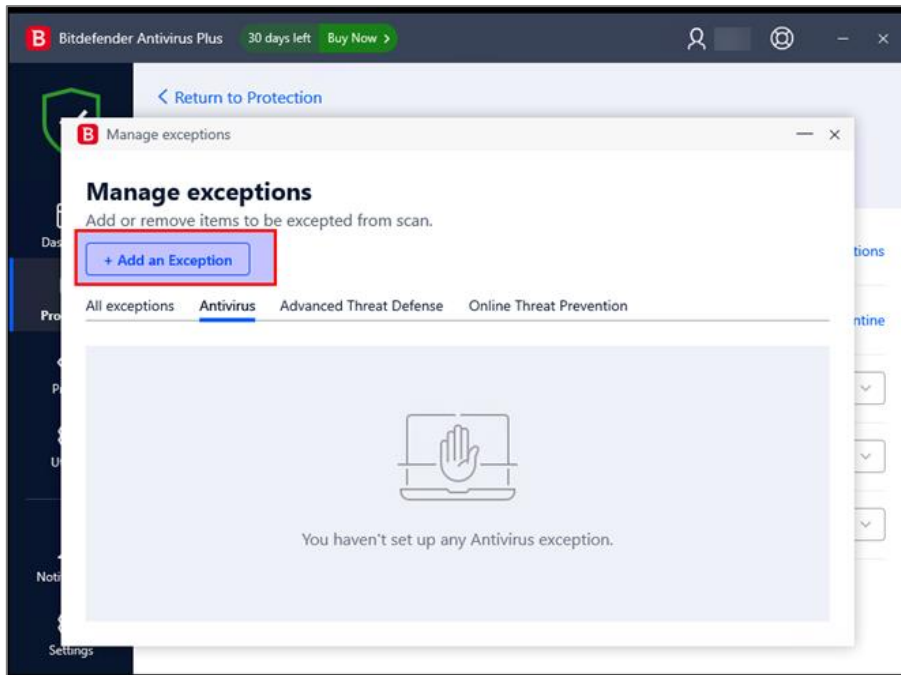 B Bitdefender Antivirus Plus 30 days left Buy Now >
< Return to Protection
B Manage exceptions
Manage exceptions
Add or remove items to be excepted from scan.
+ Add an Exception
All exceptions Antivirus Advanced Threat Defense Online Threat Prevention
You haven't set up any Antivirus exception.
Settings